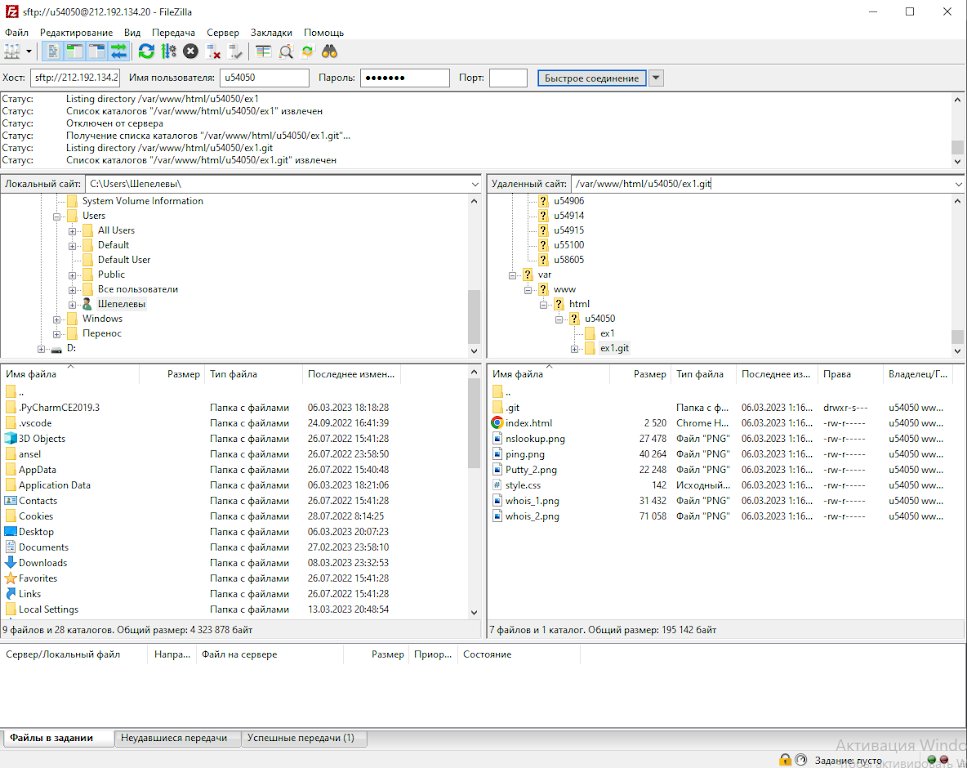 sftp://u54050@212.192.134.20 - FileZilla
Файл Редактирование Вид Передача Сервер Закладки Помощь
Хост: sftp://212.192.134.2 Имя пользователя: u54050 Пароль: ●●●●●●● Порт: Быстрое соединение
Статус: Listing directory /var/www/html/u54050/ex1
Статус: Список каталогов "/var/www/html/u54050/ex1" извлечен
Статус: Отключен от сервера
Статус: Получение списка каталогов "/var/www/html/u54050/ex1.git"...
Статус: Listing directory /var/www/html/u54050/ex1.git
Статус: Список каталогов "/var/www/html/u54050/ex1.git" извлечен
Локальный сайт: C:\Users\Шепелевы\
System Volume Information
Users
All Users
Default
Default User
Public
Все пользователи
Шепелевы
Windows
Перенос
D:
Удаленный сайт: /var/www/html/u54050/ex1.git
u54906
u54914
u54915
u55100
u58605
var
www
html
u54050
ex1
ex1.git
Имя файла Размер Тип файла Последнее измен...
..
.PyCharmCE2019.3 Папка с файлами 06.03.2023 18:18:28
.vscode Папка с файлами 24.09.2022 16:41:39
3D Objects Папка с файлами 26.07.2022 15:41:28
ansel Папка с файлами 26.07.2022 23:58:50
AppData Папка с файлами 26.07.2022 15:40:48
Application Data Папка с файлами 06.03.2023 18:21:06
Contacts Папка с файлами 26.07.2022 15:41:28
Cookies Папка с файлами 28.07.2022 8:14:25
Desktop Папка с файлами 06.03.2023 20:07:23
Documents Папка с файлами 27.02.2023 23:58:10
Downloads Папка с файлами 08.03.2023 23:32:53
Favorites Папка с файлами 26.07.2022 15:41:28
Links Папка с файлами 26.07.2022 15:41:28
Local Settings Папка с файлами 13.03.2023 20:48:54
9 файлов и 28 каталогов. Общий размер: 4 323 878 байт
Имя файла Размер Тип файла Последнее из... Права Владелец/Г...
..
.git Папка с ф... 06.03.2023 1:16... drwxr-s--- u54050 ww...
index.html 2 520 Chrome H... 06.03.2023 1:16... -rw-r----- u54050 ww...
nslookup.png 27 478 Файл "PNG" 06.03.2023 1:16... -rw-r----- u54050 ww...
ping.png 40 264 Файл "PNG" 06.03.2023 1:16... -rw-r----- u54050 ww...
Putty_2.png 22 248 Файл "PNG" 06.03.2023 1:16... -rw-r----- u54050 ww...
style.css 142 Исходный... 06.03.2023 1:16... -rw-r----- u54050 ww...
whois_1.png 31 432 Файл "PNG" 06.03.2023 1:16... -rw-r----- u54050 ww...
whois_2.png 71 058 Файл "PNG" 06.03.2023 1:16... -rw-r----- u54050 ww...
7 файлов и 1 каталог. Общий размер: 195 142 байт
Сервер/Локальный файл Напра... Файл на сервере Размер Приор... Состояние
Файлы в задании Неудавшиеся передачи Успешные передачи (1)
Активация Windo
Задание: пусто